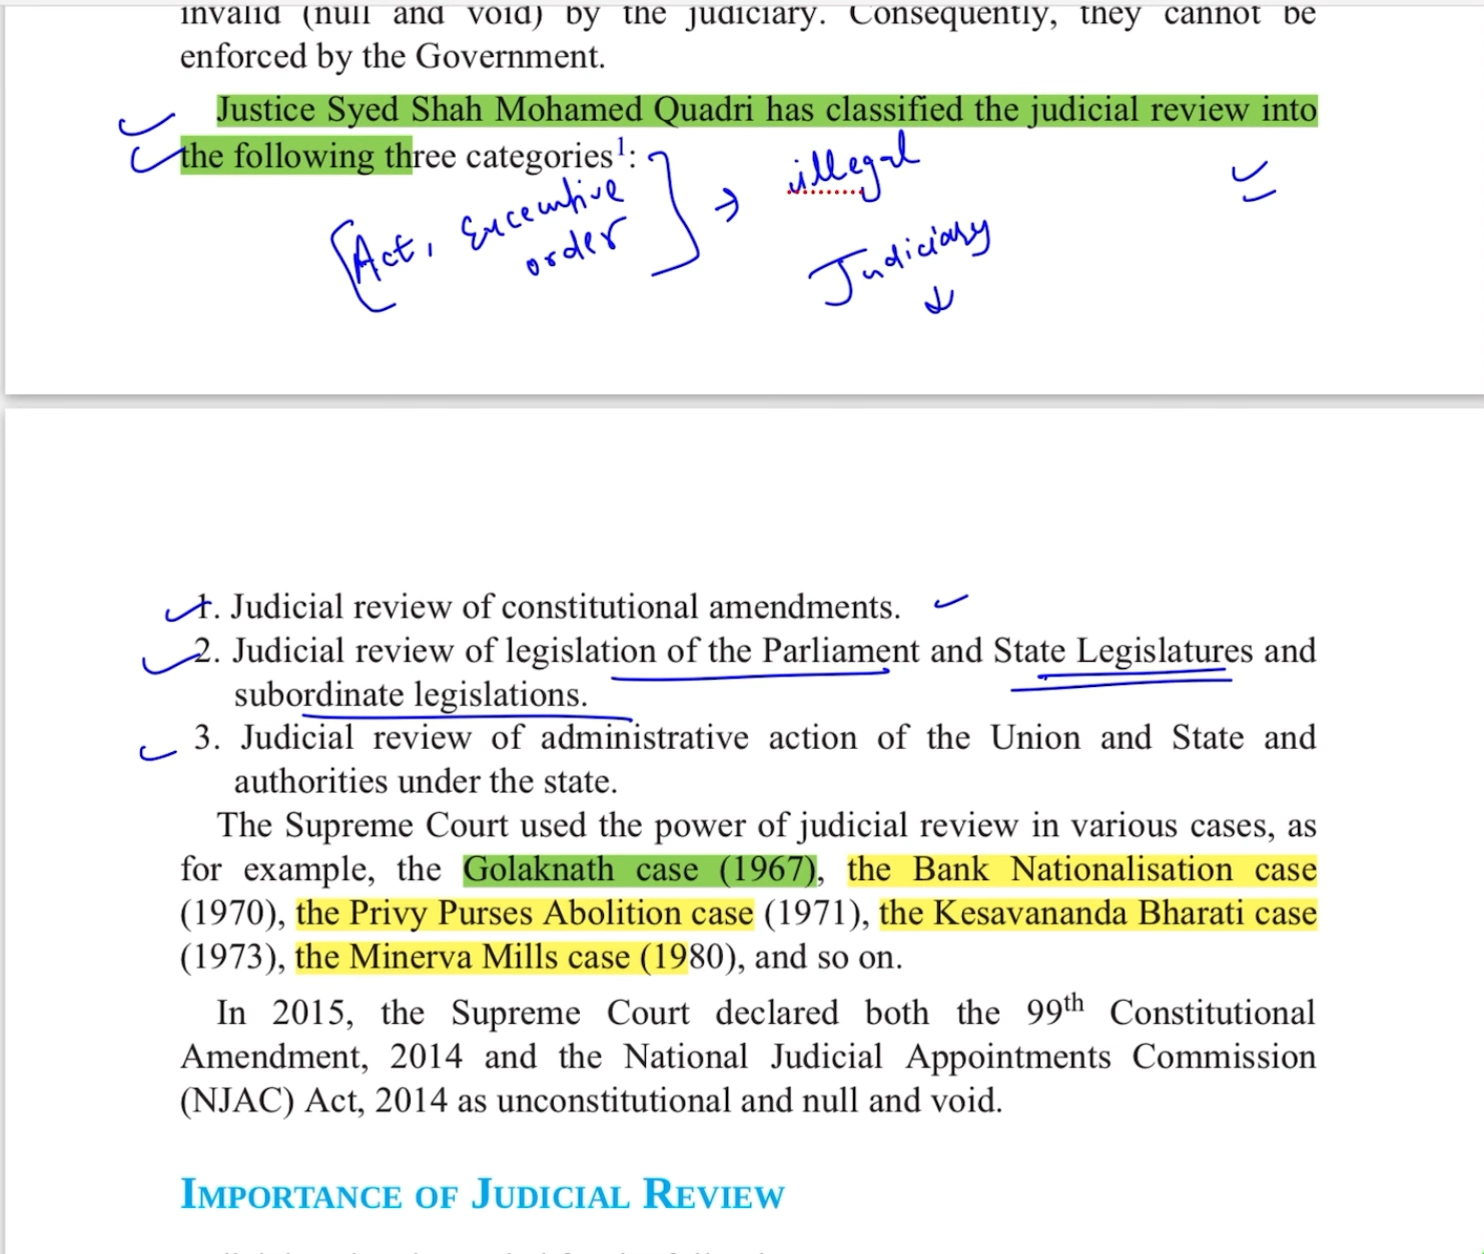 invalid (null and void) by the judiciary. Consequently, they cannot be
enforced by the Government.
Justice Syed Shah Mohamed Quadri has classified the judicial review into
the following three categories¹:
illegal
[Act, Excecutive
order] →
Judiciary
↓
1. Judicial review of constitutional amendments.
2. Judicial review of legislation of the Parliament and State Legislatures and
subordinate legislations.
3. Judicial review of administrative action of the Union and State and
authorities under the state.
The Supreme Court used the power of judicial review in various cases, as
for example, the Golaknath case (1967), the Bank Nationalisation case
(1970), the Privy Purses Abolition case (1971), the Kesavananda Bharati case
(1973), the Minerva Mills case (1980), and so on.
In 2015, the Supreme Court declared both the 99th Constitutional
Amendment, 2014 and the National Judicial Appointments Commission
(NJAC) Act, 2014 as unconstitutional and null and void.
IMPORTANCE OF JUDICIAL REVIEW